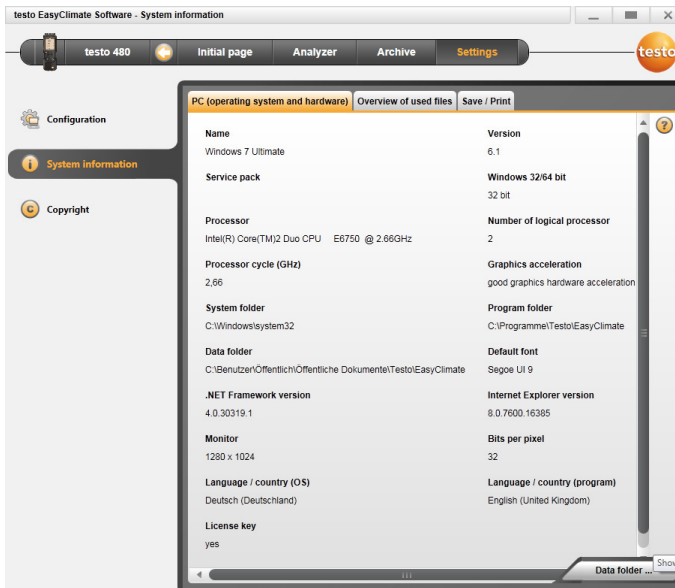 testo EasyClimate Software - System information
testo 480 Initial page Analyzer Archive Settings testo
PC (operating system and hardware) Overview of used files Save / Print
Configuration
System information
Copyright
Name Version
Windows 7 Ultimate 6.1
Service pack Windows 32/64 bit
32 bit
Processor Number of logical processor
Intel(R) Core(TM)2 Duo CPU E6750 @ 2.66GHz 2
Processor cycle (GHz) Graphics acceleration
2,66 good graphics hardware acceleration
System folder Program folder
C:\Windows\system32 C:\Programme\Testo\EasyClimate
Data folder Default font
C:\Benutzer\Öffentlich\Öffentliche Dokumente\Testo\EasyClimate Segoe UI 9
.NET Framework version Internet Explorer version
4.0.30319.1 8.0.7600.16385
Monitor Bits per pixel
1280 x 1024 32
Language / country (OS) Language / country (program)
Deutsch (Deutschland) English (United Kingdom)
License key
yes
Data folder ... Show